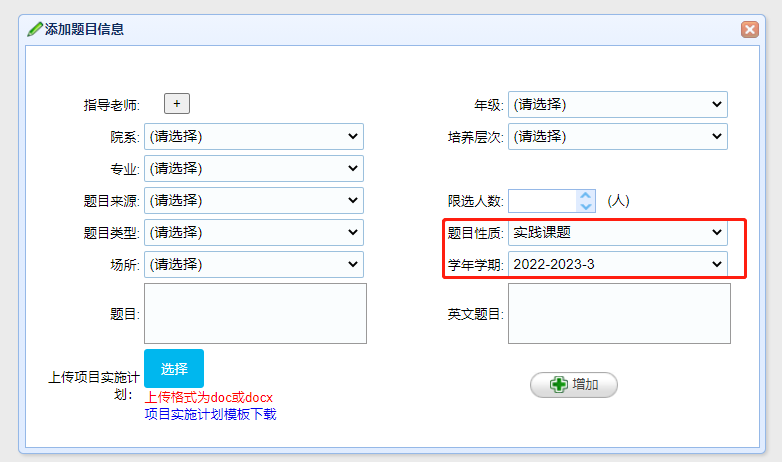 添加题目信息
指导老师: +
年级: (请选择)
院系: (请选择)
培养层次: (请选择)
专业: (请选择)
题目来源: (请选择)
限选人数: (人)
题目类型: (请选择)
题目性质: 实践课题
场所: (请选择)
学年学期: 2022-2023-3
题目:
英文题目:
上传项目实施计
划:
选择
上传格式为doc或docx
项目实施计划模板下载
增加